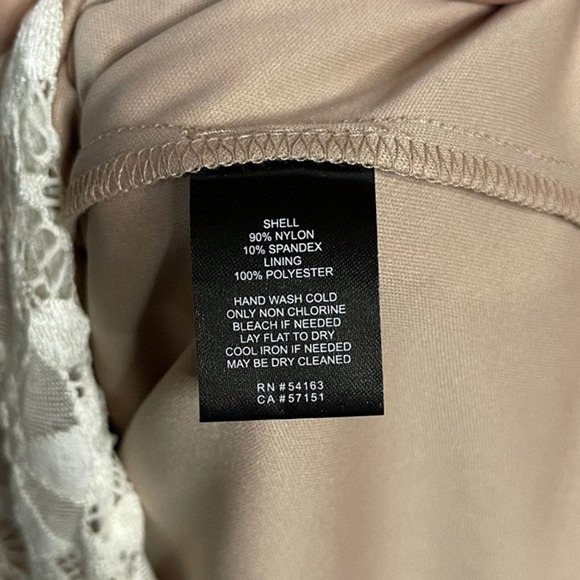 SHELL
90% NYLON
10% SPANDEX
LINING
100% POLYESTER
HAND WASH COLD
ONLY NON CHLORINE
BLEACH IF NEEDED
LAY FLAT TO DRY
COOL IRON IF NEEDED
MAY BE DRY CLEANED
RN #54163
CA #57151